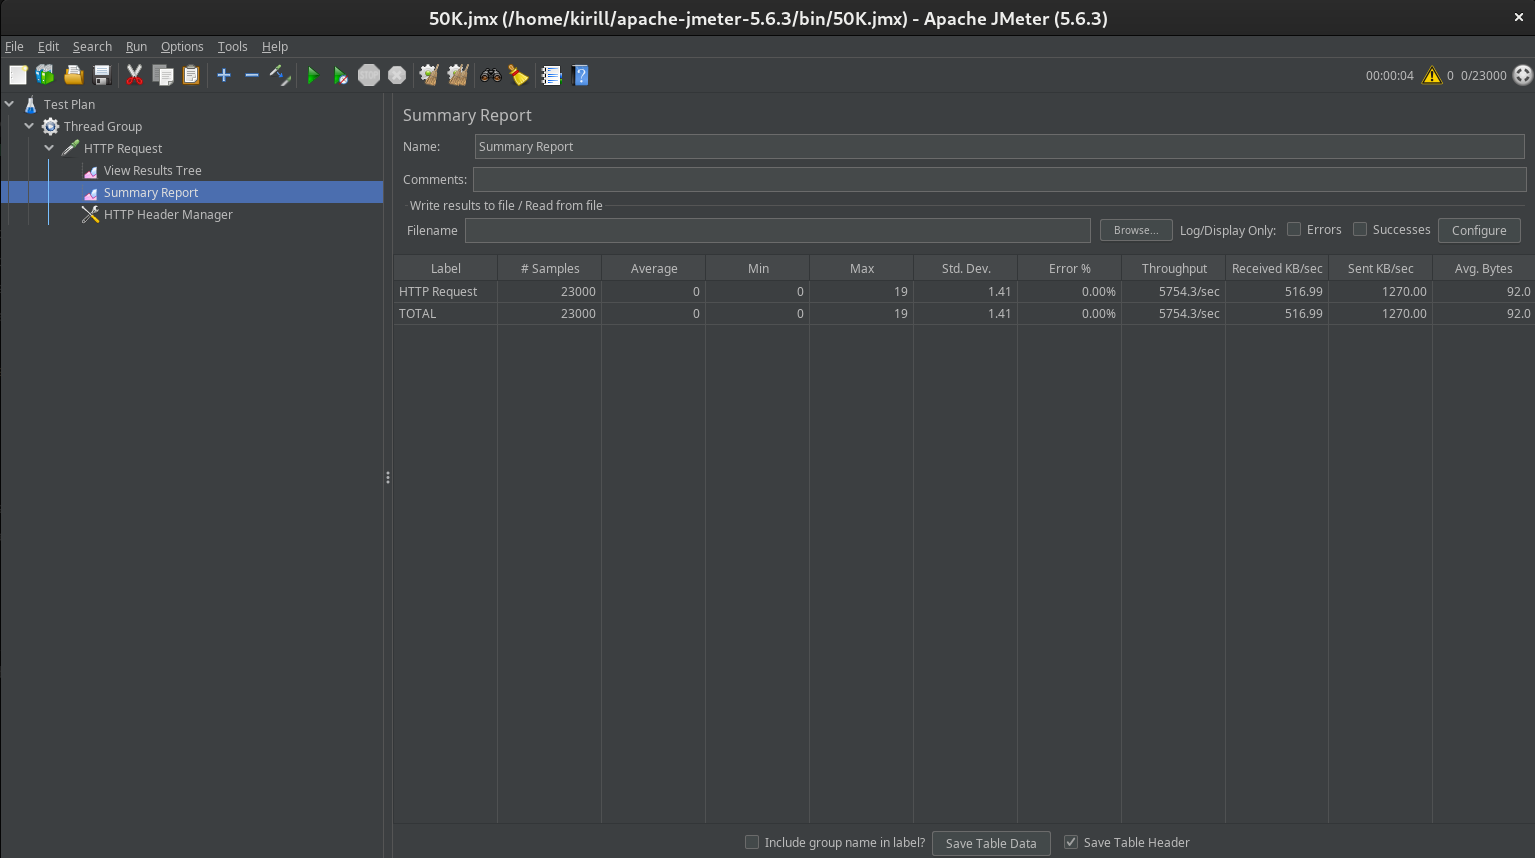 50K.jmx (/home/kirill/apache-jmeter-5.6.3/bin/50K.jmx) - Apache JMeter (5.6.3)
File Edit Search Run Options Tools Help
STOP 00:00:04 0 0/23000
Test Plan
Thread Group
HTTP Request
View Results Tree
Summary Report
HTTP Header Manager
Summary Report
Name: Summary Report
Comments:
Write results to file / Read from file
Filename Browse... Log/Display Only: Errors Successes Configure
Label # Samples Average Min Max Std. Dev. Error % Throughput Received KB/sec Sent KB/sec Avg. Bytes
HTTP Request 23000 0 0 19 1.41 0.00% 5754.3/sec 516.99 1270.00 92.0
TOTAL 23000 0 0 19 1.41 0.00% 5754.3/sec 516.99 1270.00 92.0
Include group name in label? Save Table Data Save Table Header